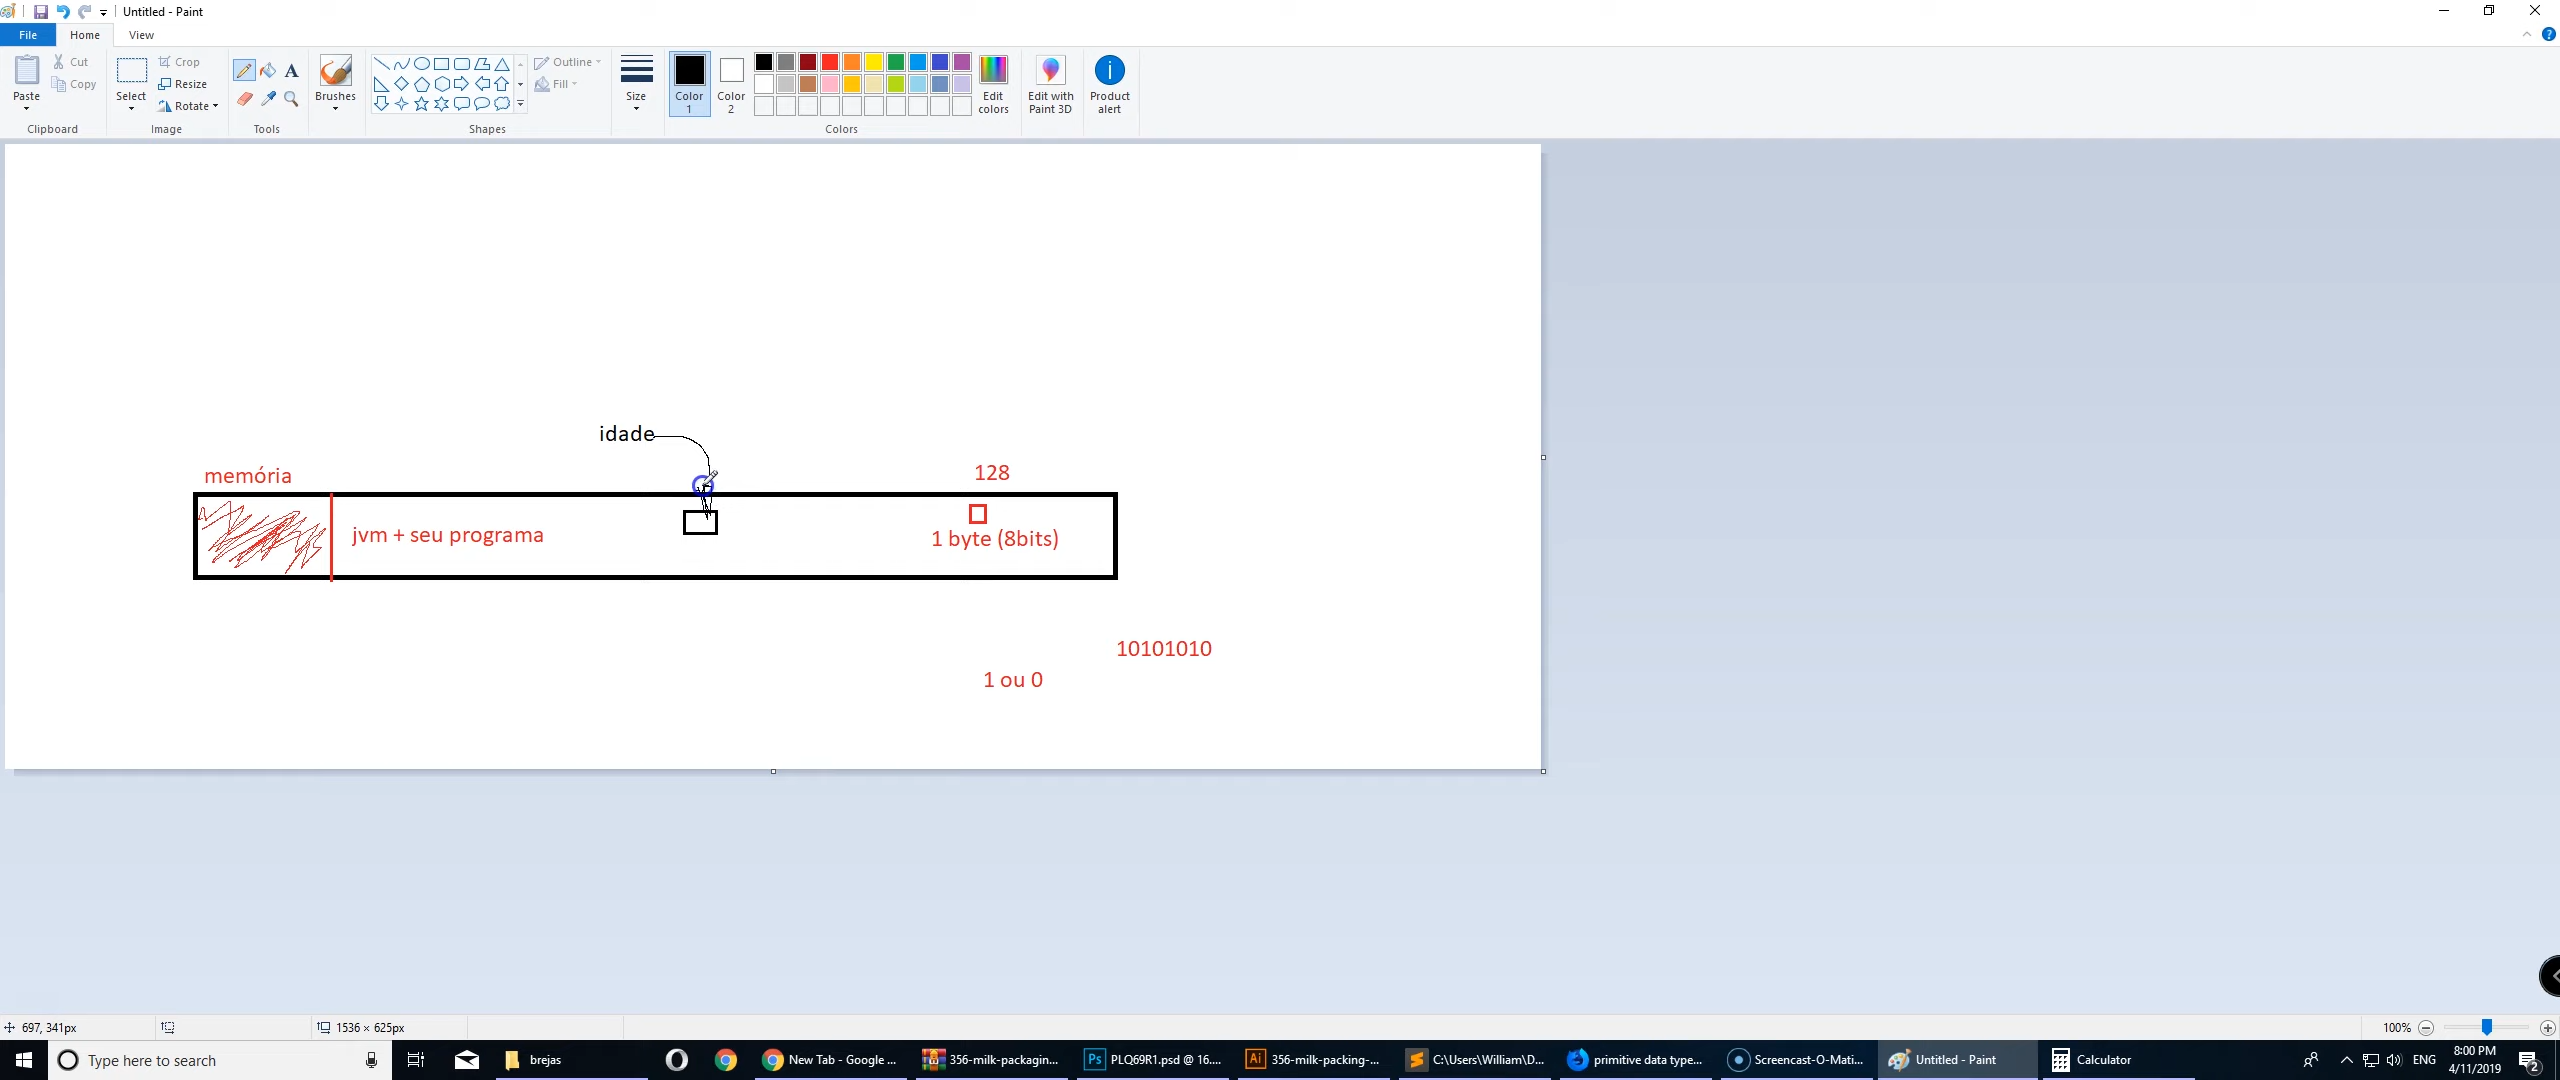 Untitled - Paint
File Home View
Paste
Cut
Copy
Clipboard
Select
Crop
Resize
Rotate
Image
Tools
Brushes
Shapes
Outline
Fill
Size
Color 1
Color 2
Colors
Edit colors
Edit with Paint 3D
Product alert
idade
memória
128
jvm + seu programa
1 byte (8bits)
10101010
1 ou 0
697, 341px
1536 × 625px
100%
Type here to search
brejas
New Tab - Google ...
356-milk-packagin...
Ps PLQ69R1.psd @ 16....
Ai 356-milk-packing-...
C:\Users\William\D...
primitive data type...
Screencast-O-Mati...
Untitled - Paint
Calculator
ENG
8:00 PM
4/11/2019
2